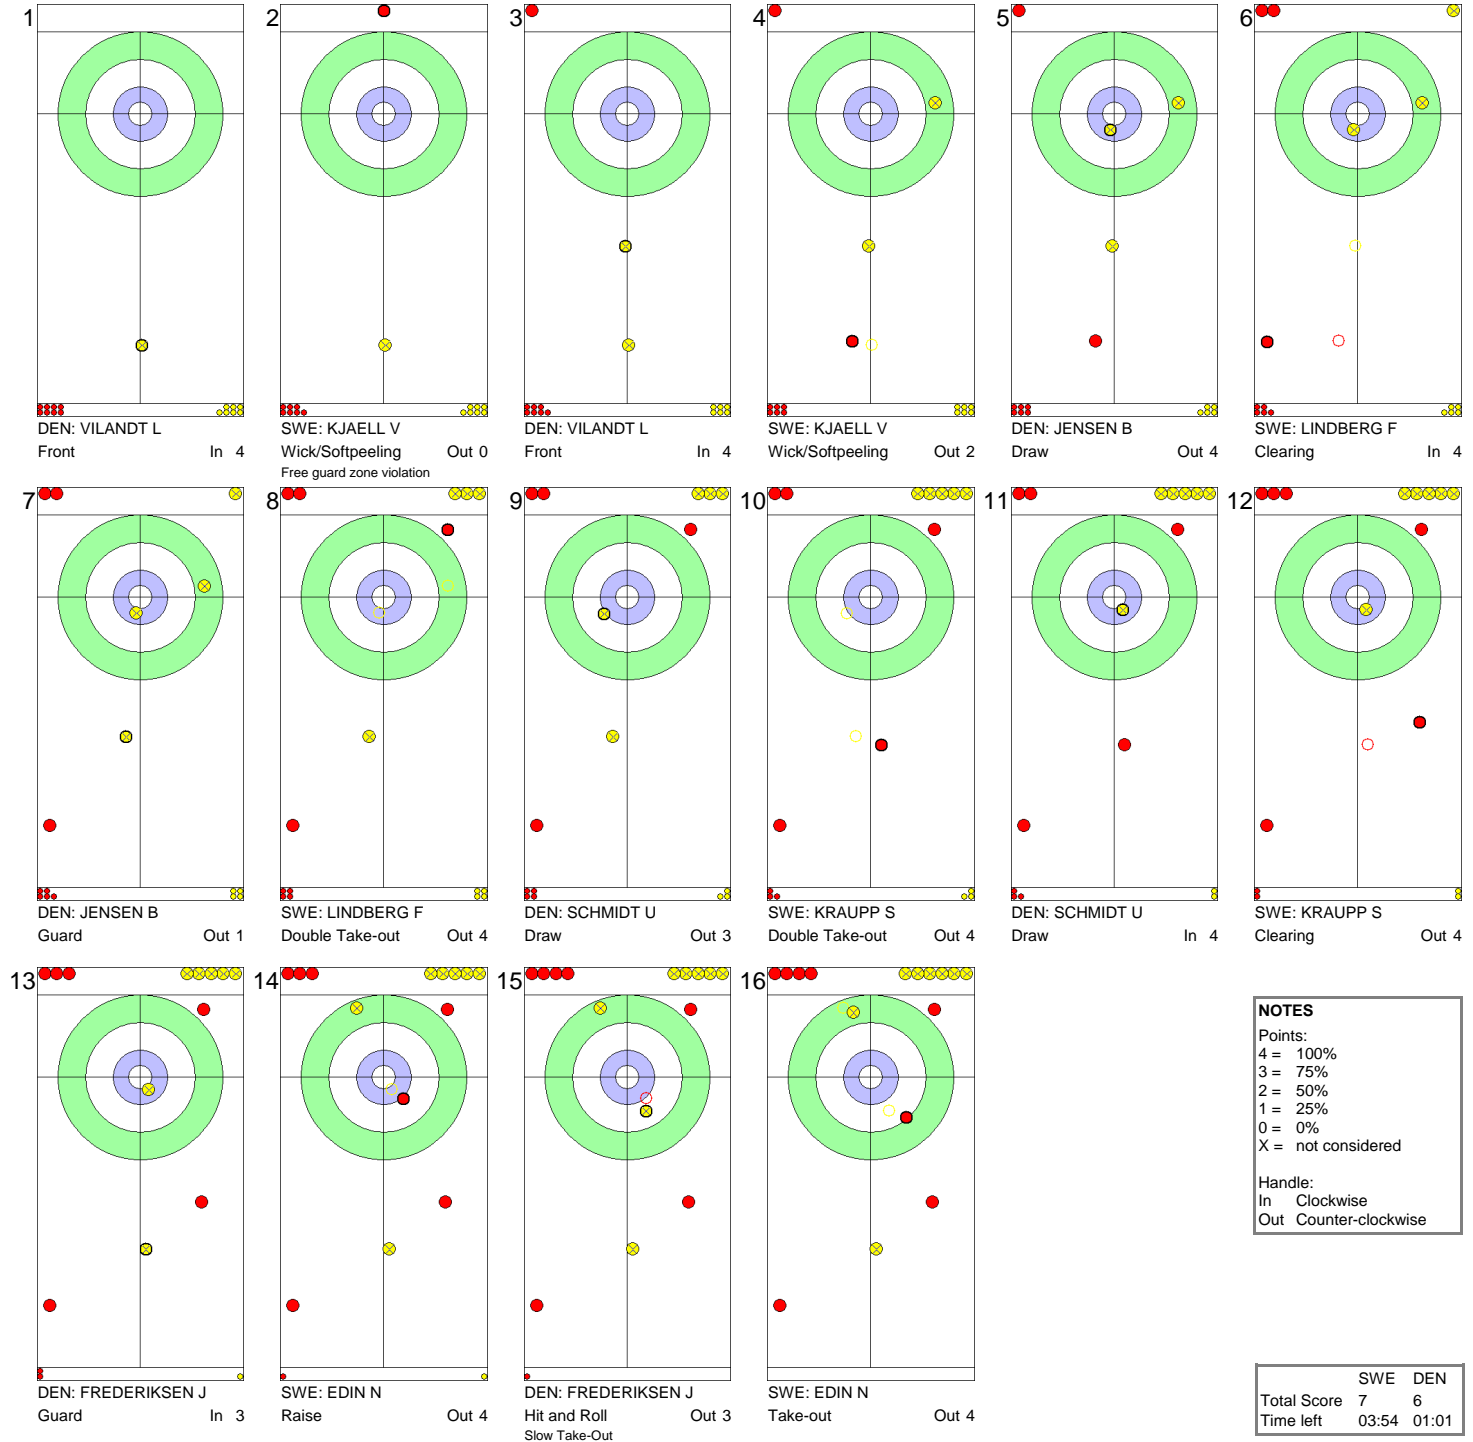 1
2
3
4
5
6
DEN: VILANDT L
Front In 4
SWE: KJAELL V
Wick/Softpeeling Out 0
Free guard zone violation
DEN: VILANDT L
Front In 4
SWE: KJAELL V
Wick/Softpeeling Out 2
DEN: JENSEN B
Draw Out 4
SWE: LINDBERG F
Clearing In 4
7
8
9
10
11
12
DEN: JENSEN B
Guard Out 1
SWE: LINDBERG F
Double Take-out Out 4
DEN: SCHMIDT U
Draw Out 3
SWE: KRAUPP S
Double Take-out Out 4
DEN: SCHMIDT U
Draw In 4
SWE: KRAUPP S
Clearing Out 4
13
14
15
16
DEN: FREDERIKSEN J
Guard In 3
SWE: EDIN N
Raise Out 4
DEN: FREDERIKSEN J
Hit and Roll Out 3
Slow Take-Out
SWE: EDIN N
Take-out Out 4
NOTES
Points:
4 = 100%
3 = 75%
2 = 50%
1 = 25%
0 = 0%
X = not considered
Handle:
In Clockwise
Out Counter-clockwise
SWE DEN
Total Score 7 6
Time left 03:54 01:01